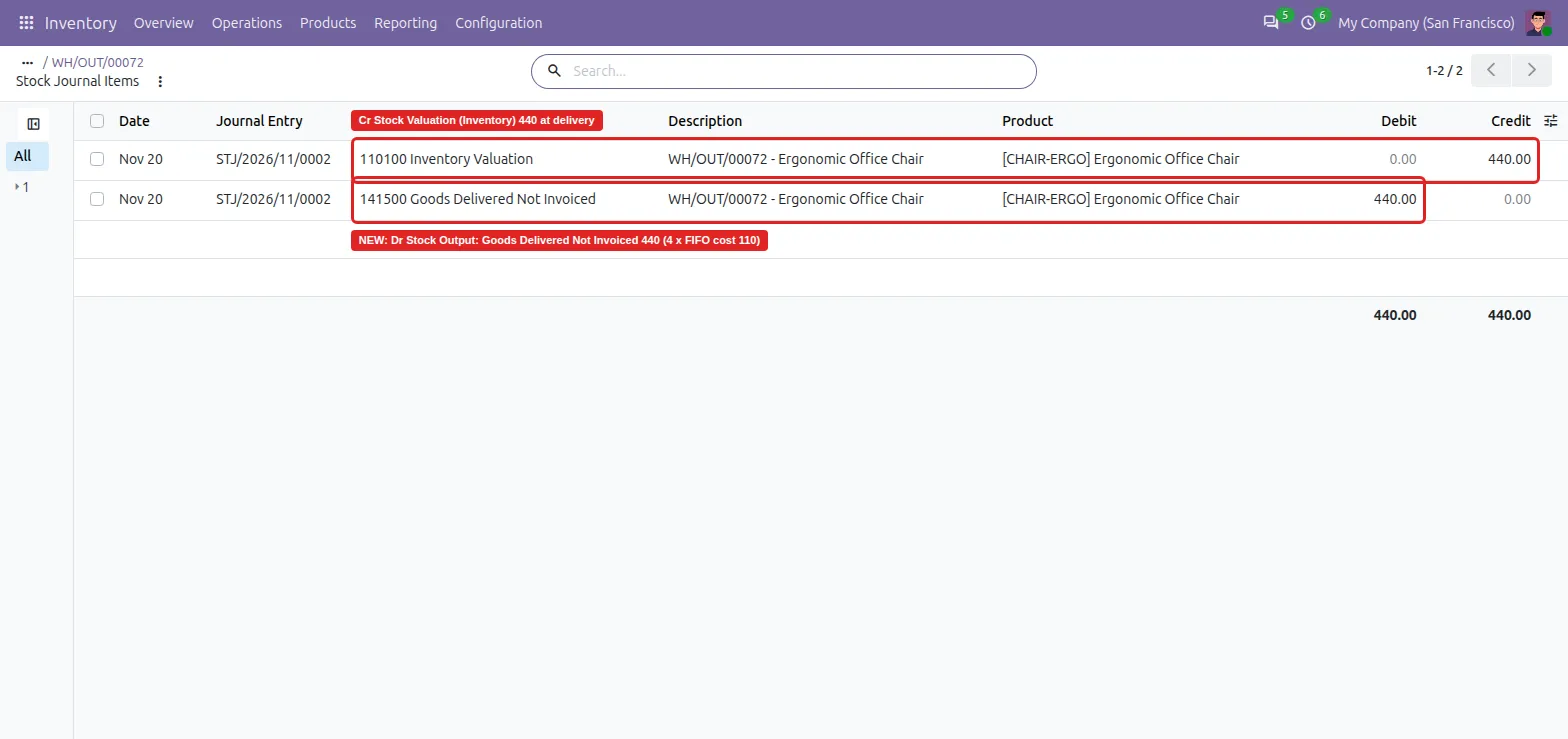 Inventory Overview Operations Products Reporting Configuration 5 6 My Company (San Francisco)
... / WH/OUT/00072
Stock Journal Items
Search...
1-2 / 2
Date Journal Entry Cr Stock Valuation (Inventory) 440 at delivery Description Product Debit Credit
All
Nov 20 STJ/2026/11/0002 110100 Inventory Valuation WH/OUT/00072 - Ergonomic Office Chair [CHAIR-ERGO] Ergonomic Office Chair 0.00 440.00
1
Nov 20 STJ/2026/11/0002 141500 Goods Delivered Not Invoiced WH/OUT/00072 - Ergonomic Office Chair [CHAIR-ERGO] Ergonomic Office Chair 440.00 0.00
NEW: Dr Stock Output: Goods Delivered Not Invoiced 440 (4 x FIFO cost 110)
440.00 440.00